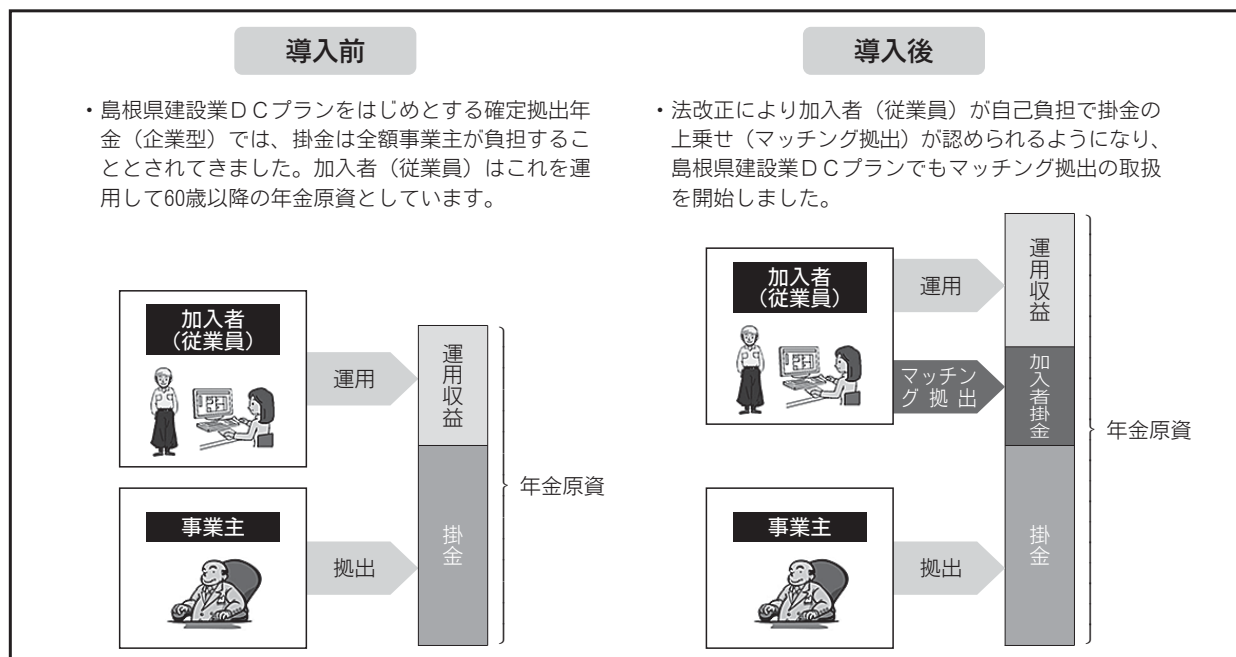 導入前
・島根県建設業ＤＣプランをはじめとする確定拠出年
金（企業型）では、掛金は全額事業主が負担するこ
ととされてきました。加入者（従業員）はこれを運
用して60歳以降の年金原資としています。
加入者
（従業員）
運用
運用収益
事業主
拠出
掛金
年金原資
導入後
・法改正により加入者（従業員）が自己負担で掛金の
上乗せ（マッチング拠出）が認められるようになり、
島根県建設業ＤＣプランでもマッチング拠出の取扱
を開始しました。
加入者
（従業員）
運用
運用収益
マッチン
グ拠出
加入者掛金
事業主
拠出
掛金
年金原資